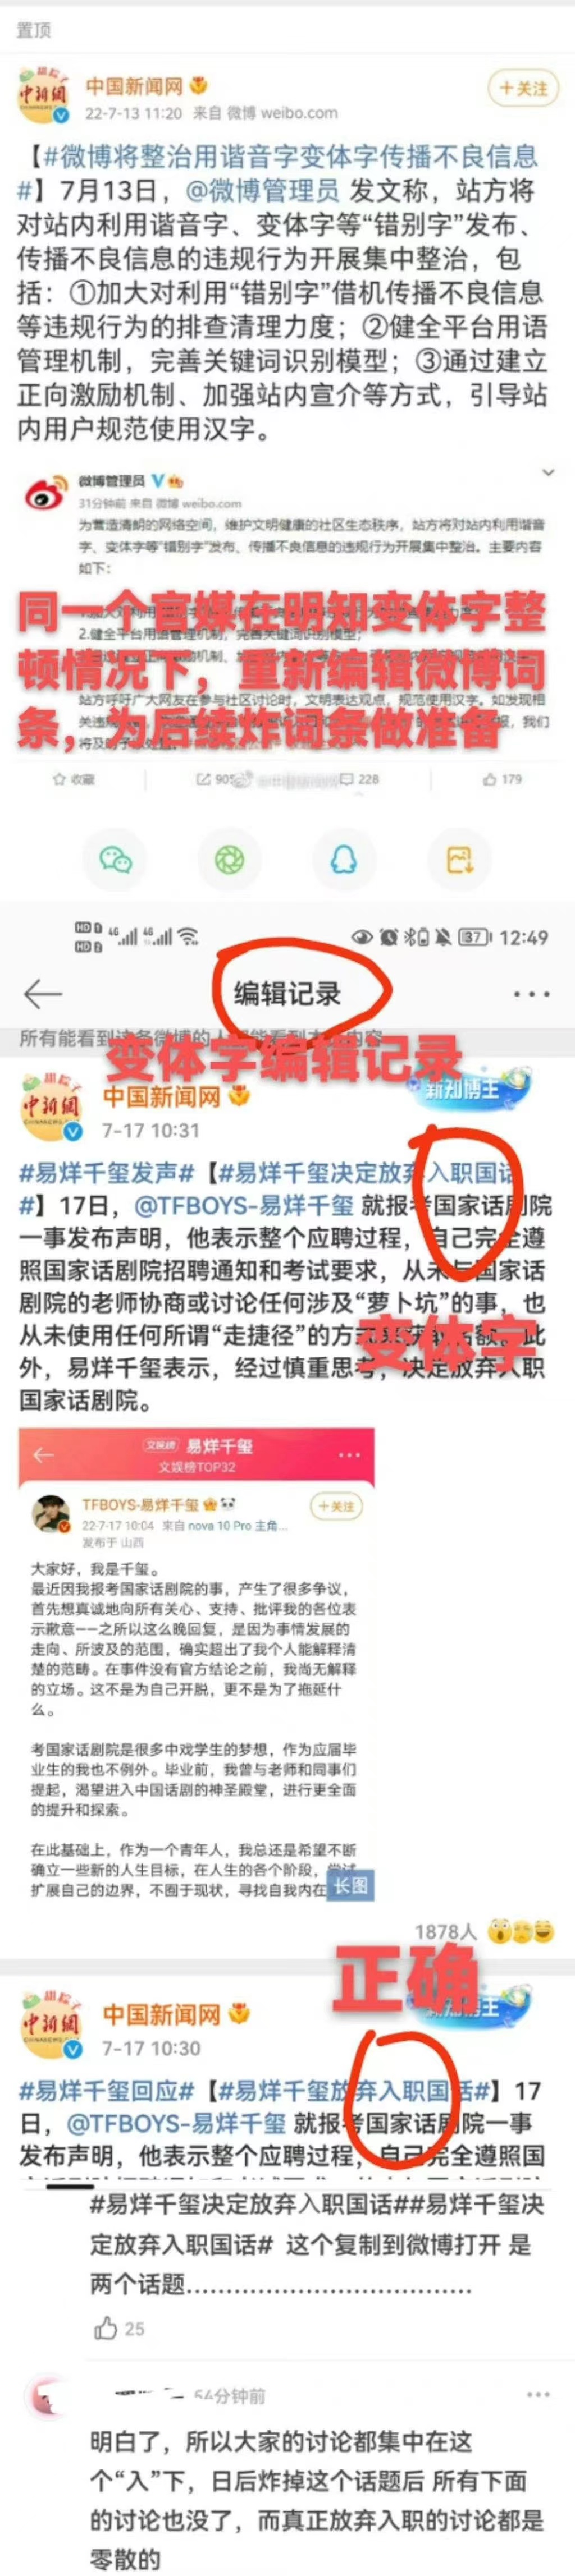 置顶
中国新闻网
22-7-13 11:20 来自 微博 weibo.com
+关注
【#微博将整治用谐音字变体字传播不良信息
#】7月13日，@微博管理员 发文称，站方将
对站内利用谐音字、变体字等“错别字”发布、
传播不良信息的违规行为开展集中整治，包
括：①加大对利用“错别字”借机传播不良信息
等违规行为的排查清理力度；②健全平台用语
管理机制，完善关键词识别模型；③通过建立
正向激励机制、加强站内宣介等方式，引导站
内用户规范使用汉字。
微博管理员
31分钟前 来自 微博 weibo.com
为营造清朗的网络空间，维护文明健康的社区生态秩序，站方将对站内利用谐音
字、变体字等“错别字”发布、传播不良信息的违规行为开展集中整治。主要内容
如下：
同一个官媒在明知变体字整
顿情况下，重新编辑微博词
条，为后续炸词条做准备
2.健全平台用语管理机制，完善关键词识别模型；
站方呼吁广大网友在参与社区讨论时，文明表达观点，规范使用汉字。如发现相
收藏
905
228
179
HD 1 4G 4G
HD 2
37 12:49
编辑记录
所有能看到这条微博的人都能看到本内容
变体字编辑记录
中国新闻网
新知博主
7-17 10:31
#易烊千玺发声#【#易烊千玺决定放弃入职国话
#】17日，@TFBOYS-易烊千玺 就报考国家话剧院
一事发布声明，他表示整个应聘过程，自己完全遵
照国家话剧院招聘通知和考试要求，从未与国家话
剧院的老师协商或讨论任何涉及“萝卜坑”的事，也
从未使用任何所谓“走捷径”的方式来获取名额。此
变体字
外，易烊千玺表示，经过慎重思考，决定放弃入职
国家话剧院。
文娱榜 易烊千玺
文娱榜TOP32
TFBOYS-易烊千玺
+关注
22-7-17 10:04 来自 nova 10 Pro 主角...
发布于 山西
大家好，我是千玺。
最近因我报考国家话剧院的事，产生了很多争议，
首先想真诚地向所有关心、支持、批评我的各位表
示歉意——之所以这么晚回复，是因为事情发展的
走向、所波及的范围，确实超出了我个人能解释清
楚的范畴。在事件没有官方结论之前，我尚无解释
的立场。这不是为自己开脱，更不是为了拖延什
么。
考国家话剧院是很多中戏学生的梦想，作为应届毕
业生的我也不例外。毕业前，我曾与老师和同事们
提起，渴望进入中国话剧的神圣殿堂，进行更全面
的提升和探索。
在此基础上，作为一个青年人，我总还是希望不断
确立一些新的人生目标，在人生的各个阶段，尝试
扩展自己的边界，不囿于现状，寻找自我内在
长图
1878人
正确
中国新闻网
7-17 10:30
#易烊千玺回应#【#易烊千玺放弃入职国话#】17
日，@TFBOYS-易烊千玺 就报考国家话剧院一事
发布声明，他表示整个应聘过程，自己完全遵照国
#易烊千玺决定放弃入职国话##易烊千玺决
定放弃入职国话# 这个复制到微博打开 是
两个话题....................................
25
54分钟前
明白了，所以大家的讨论都集中在这
个“入”下，日后炸掉这个话题后 所有下面
的讨论也没了，而真正放弃入职的讨论都是
零散的